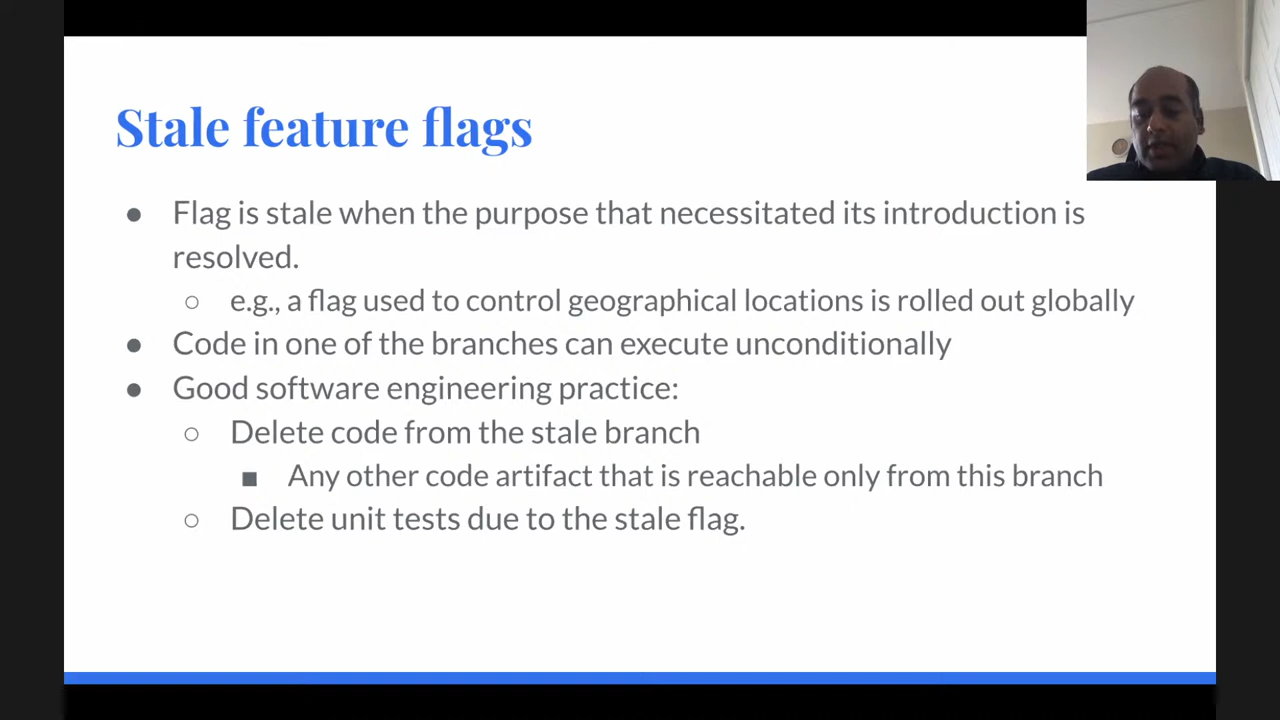 Stale feature flags
● Flag is stale when the purpose that necessitated its introduction is
resolved.
○ e.g., a flag used to control geographical locations is rolled out globally
● Code in one of the branches can execute unconditionally
● Good software engineering practice:
○ Delete code from the stale branch
■ Any other code artifact that is reachable only from this branch
○ Delete unit tests due to the stale flag.